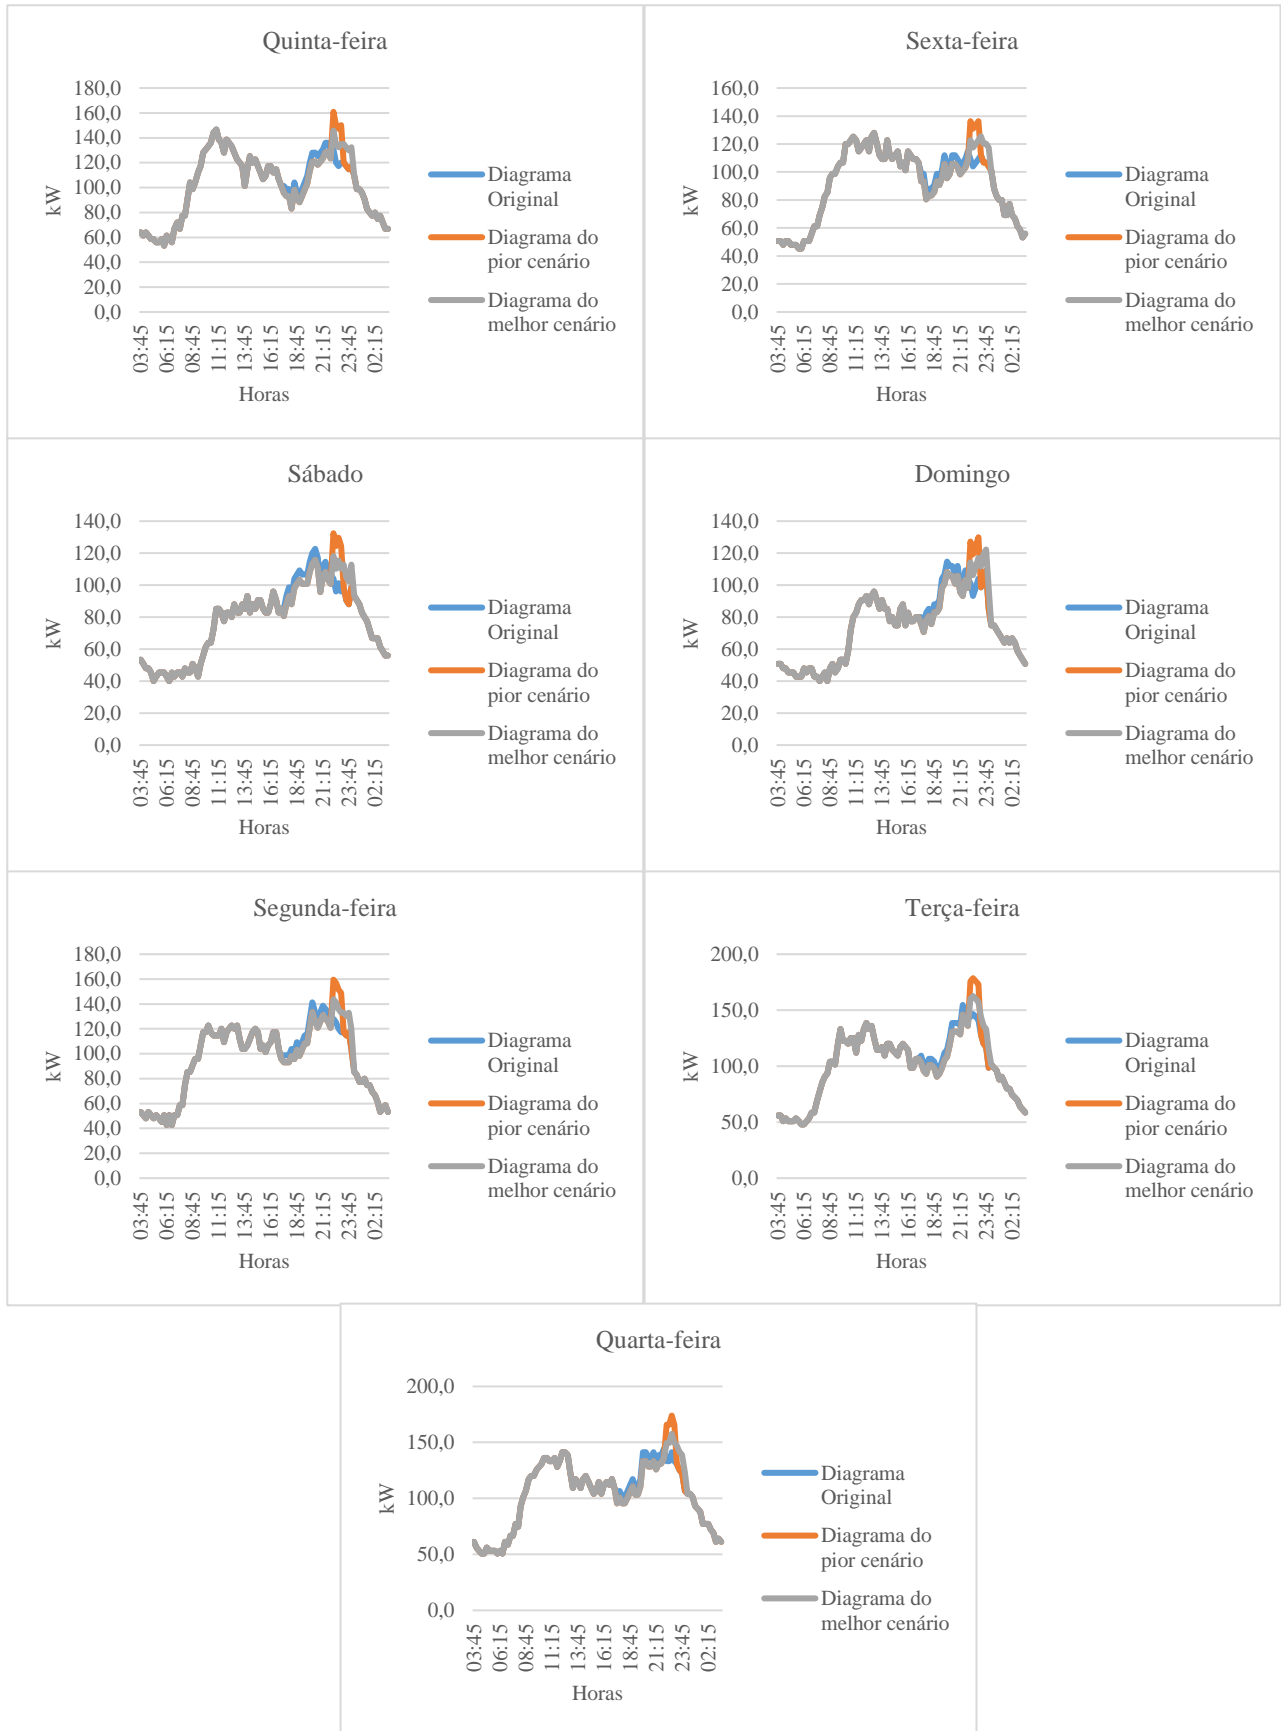 Quinta-feira
180,0
160,0
140,0
120,0
100,0
80,0
60,0
40,0
20,0
0,0
kW
03:45
06:15
08:45
11:15
13:45
16:15
18:45
21:15
23:45
02:15
Horas
Diagrama
Original
Diagrama do
pior cenário
Diagrama do
melhor cenário
Sexta-feira
160,0
140,0
120,0
100,0
80,0
60,0
40,0
20,0
0,0
kW
03:45
06:15
08:45
11:15
13:45
16:15
18:45
21:15
23:45
02:15
Horas
Diagrama
Original
Diagrama do
pior cenário
Diagrama do
melhor cenário
Sábado
140,0
120,0
100,0
80,0
60,0
40,0
20,0
0,0
kW
03:45
06:15
08:45
11:15
13:45
16:15
18:45
21:15
23:45
02:15
Horas
Diagrama
Original
Diagrama do
pior cenário
Diagrama do
melhor cenário
Domingo
140,0
120,0
100,0
80,0
60,0
40,0
20,0
0,0
kW
03:45
06:15
08:45
11:15
13:45
16:15
18:45
21:15
23:45
02:15
Horas
Diagrama
Original
Diagrama do
pior cenário
Diagrama do
melhor cenário
Segunda-feira
180,0
160,0
140,0
120,0
100,0
80,0
60,0
40,0
20,0
0,0
kW
03:45
06:15
08:45
11:15
13:45
16:15
18:45
21:15
23:45
02:15
Horas
Diagrama
Original
Diagrama do
pior cenário
Diagrama do
melhor cenário
Terça-feira
200,0
150,0
100,0
50,0
0,0
kW
03:45
06:15
08:45
11:15
13:45
16:15
18:45
21:15
23:45
02:15
Horas
Diagrama
Original
Diagrama do
pior cenário
Diagrama do
melhor cenário
Quarta-feira
200,0
150,0
100,0
50,0
0,0
kW
03:45
06:15
08:45
11:15
13:45
16:15
18:45
21:15
23:45
02:15
Horas
Diagrama
Original
Diagrama do
pior cenário
Diagrama do
melhor cenário